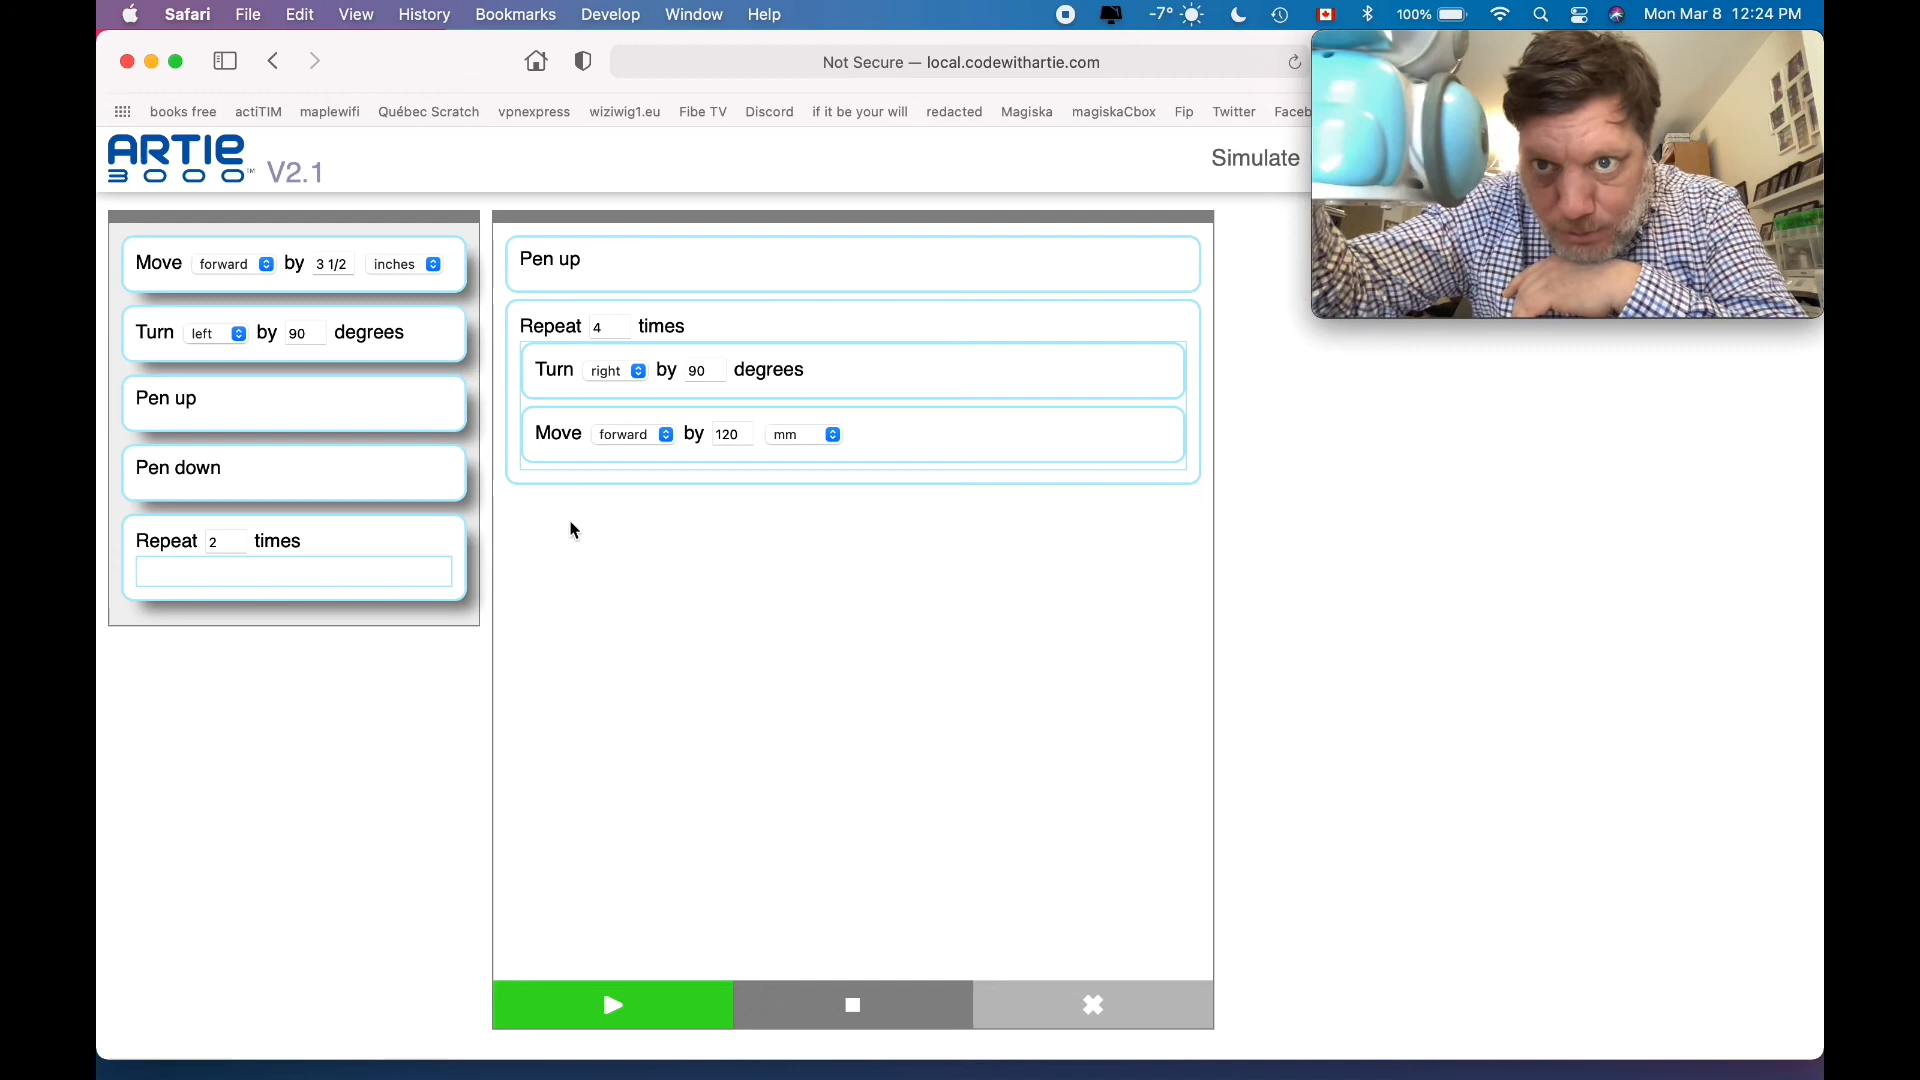 Safari File Edit View History Bookmarks Develop Window Help -7° 100% Mon Mar 8 12:24 PM
Not Secure — local.codewithartie.com
books free actiTIM maplewifi Québec Scratch vpnexpress wiziwig1.eu Fibe TV Discord if it be your will redacted Magiska magiskaCbox Fip Twitter Faceb
ARTIE
3000™ V2.1
Simulate
Move forward by 3 1/2 inches
Turn left by 90 degrees
Pen up
Pen down
Repeat 2 times
Pen up
Repeat 4 times
Turn right by 90 degrees
Move forward by 120 mm